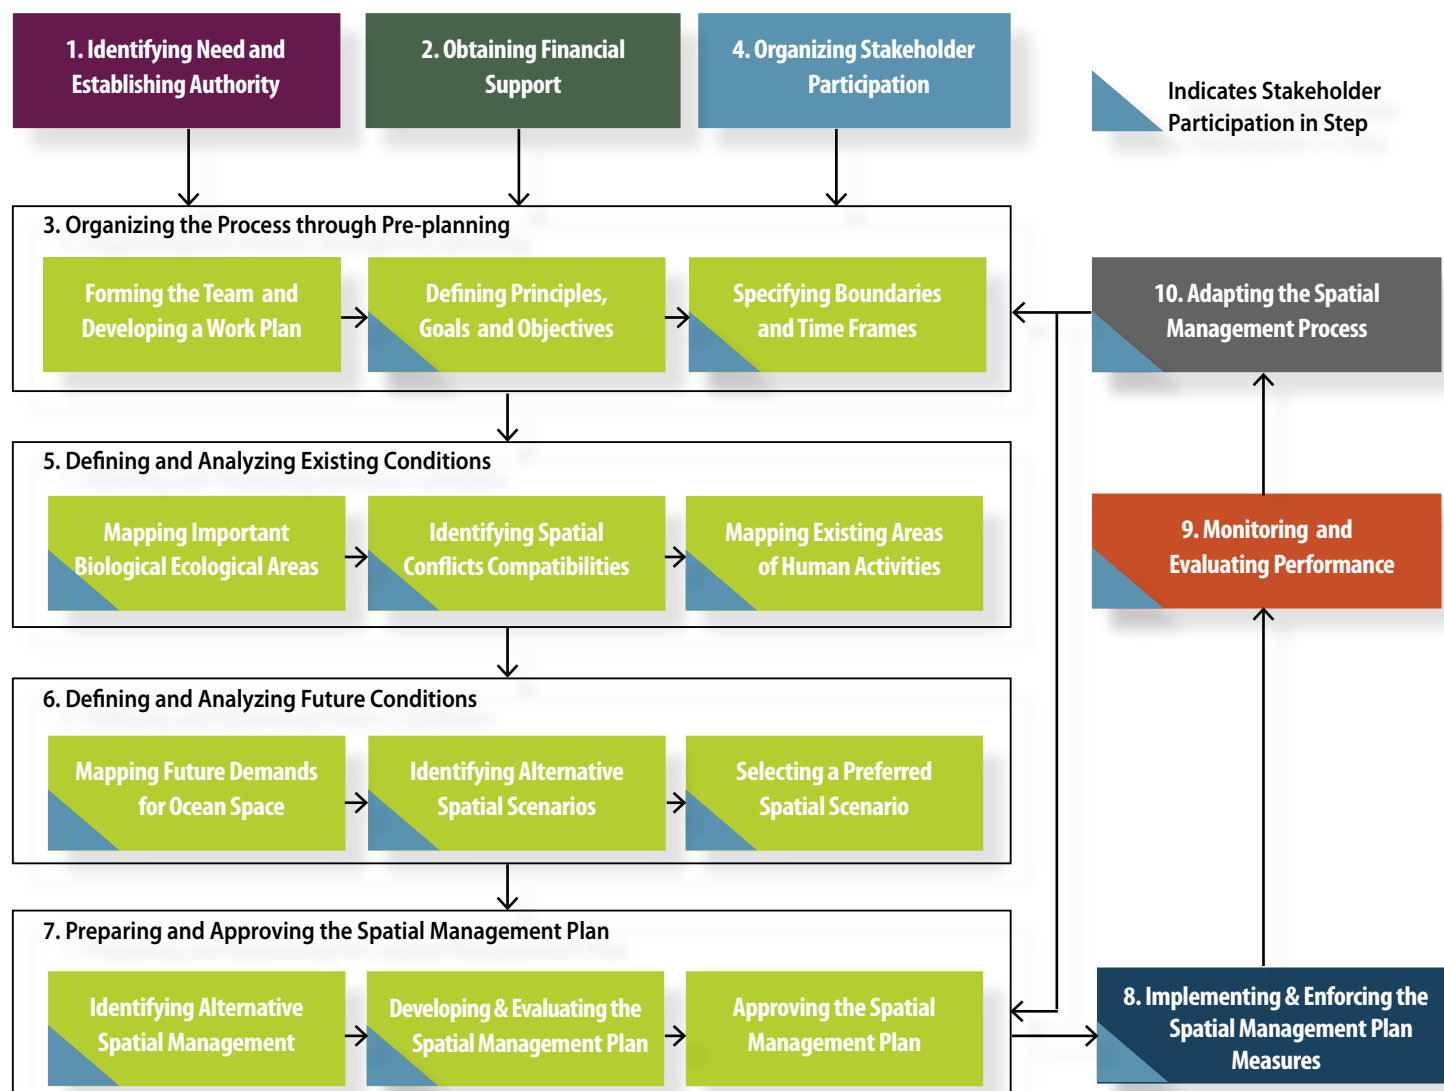 1. Identifying Need and
Establishing Authority
2. Obtaining Financial
Support
4. Organizing Stakeholder
Participation
Indicates Stakeholder
Participation in Step
3. Organizing the Process through Pre-planning
Forming the Team and
Developing a Work Plan
Defining Principles,
Goals and Objectives
Specifying Boundaries
and Time Frames
10. Adapting the Spatial
Management Process
5. Defining and Analyzing Existing Conditions
Mapping Important
Biological Ecological Areas
Identifying Spatial
Conflicts Compatibilities
Mapping Existing Areas
of Human Activities
9. Monitoring and
Evaluating Performance
6. Defining and Analyzing Future Conditions
Mapping Future Demands
for Ocean Space
Identifying Alternative
Spatial Scenarios
Selecting a Preferred
Spatial Scenario
7. Preparing and Approving the Spatial Management Plan
Identifying Alternative
Spatial Management
Developing & Evaluating the
Spatial Management Plan
Approving the Spatial
Management Plan
8. Implementing & Enforcing the
Spatial Management Plan
Measures